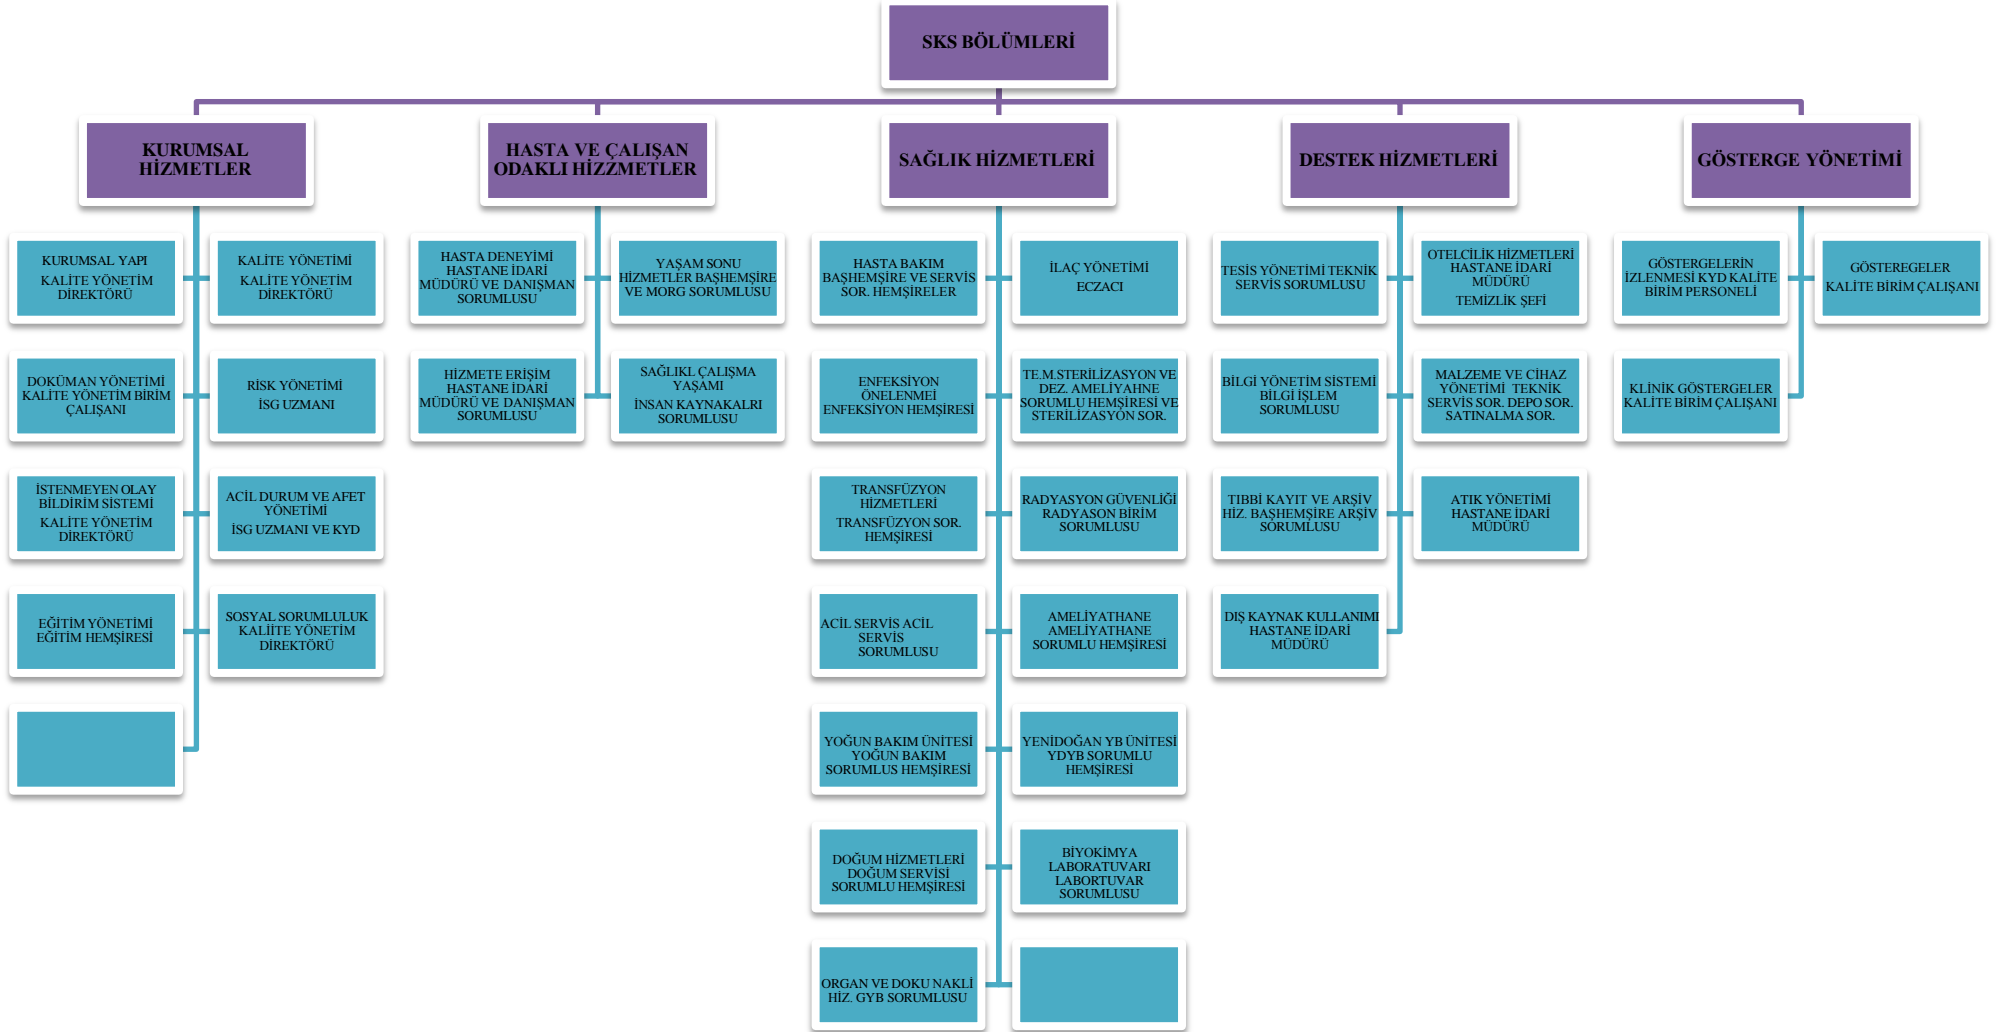 SKS BÖLÜMLERİ
KURUMSAL
HİZMETLER
HASTA VE ÇALIŞAN
ODAKLI HİZZMETLER
SAĞLIK HİZMETLERİ
DESTEK HİZMETLERİ
GÖSTERGE YÖNETİMİ
KURUMSAL YAPI
KALİTE YÖNETİM
DİREKTÖRÜ
KALİTE YÖNETİMİ
KALİTE YÖNETİM
DİREKTÖRÜ
DOKÜMAN YÖNETİMİ
KALİTE YÖNETİM BİRİM
ÇALIŞANI
RİSK YÖNETİMİ
İSG UZMANI
İSTENMEYEN OLAY
BİLDİRİM SİSTEMİ
KALİTE YÖNETİM
DİREKTÖRÜ
ACİL DURUM VE AFET
YÖNETİMİ
İSG UZMANI VE KYD
EĞİTİM YÖNETİMİ
EĞİTİM HEMŞİRESİ
SOSYAL SORUMLULUK
KALİİTE YÖNETİM
DİREKTÖRÜ
HASTA DENEYİMİ
HASTANE İDARİ
MÜDÜRÜ VE DANIŞMAN
SORUMLUSU
YAŞAM SONU
HİZMETLER BAŞHEMŞİRE
VE MORG SORUMLUSU
HİZMETE ERİŞİM
HASTANE İDARİ
MÜDÜRÜ VE DANIŞMAN
SORUMLUSU
SAĞLIKL ÇALIŞMA
YAŞAMI
İNSAN KAYNAKALRI
SORUMLUSU
HASTA BAKIM
BAŞHEMŞİRE VE SERVİS
SOR. HEMŞİRELER
İLAÇ YÖNETİMİ
ECZACI
ENFEKSİYON
ÖNELENMEİ
ENFEKSİYON HEMŞİRESİ
TE.M.STERİLİZASYON VE
DEZ. AMELİYAHNE
SORUMLU HEMŞİRESİ VE
STERİLİZASYON SOR.
TRANSFÜZYON
HİZMETLERİ
TRANSFÜZYON SOR.
HEMŞİRESİ
RADYASYON GÜVENLİĞİ
RADYASON BİRİM
SORUMLUSU
ACİL SERVİS ACİL
SERVİS
SORUMLUSU
AMELİYATHANE
AMELİYATHANE
SORUMLU HEMŞİRESİ
YOĞUN BAKIM ÜNİTESİ
YOĞUN BAKIM
SORUMLUS HEMŞİRESİ
YENİDOĞAN YB ÜNİTESİ
YDYB SORUMLU
HEMŞİRESİ
DOĞUM HİZMETLERİ
DOĞUM SERVİSİ
SORUMLU HEMŞİRESİ
BİYOKİMYA
LABORATUVARI
LABORTUVAR
SORUMLUSU
ORGAN VE DOKU NAKLİ
HİZ. GYB SORUMLUSU
TESİS YÖNETİMİ TEKNİK
SERVİS SORUMLUSU
OTELCİLİK HİZMETLERİ
HASTANE İDARİ
MÜDÜRÜ
TEMİZLİK ŞEFİ
BİLGİ YÖNETİM SİSTEMİ
BİLGİ İŞLEM
SORUMLUSU
MALZEME VE CİHAZ
YÖNETİMİ TEKNİK
SERVİS SOR. DEPO SOR.
SATINALMA SOR.
TIBBİ KAYIT VE ARŞİV
HİZ. BAŞHEMŞİRE ARŞİV
SORUMLUSU
ATIK YÖNETİMİ
HASTANE İDARİ
MÜDÜRÜ
DIŞ KAYNAK KULLANIMI
HASTANE İDARİ
MÜDÜRÜ
GÖSTERGELERİN
İZLENMESİ KYD KALİTE
BİRİM PERSONELİ
GÖSTEREGELER
KALİTE BİRİM ÇALIŞANI
KLİNİK GÖSTERGELER
KALİTE BİRİM ÇALIŞANI